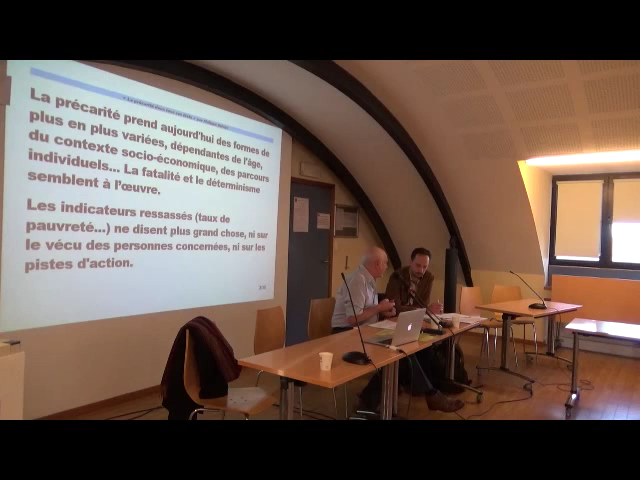 La précarité prend aujourd'hui des formes de
plus en plus variées, dépendantes de l'âge,
du contexte socio-économique, des parcours
individuels... La fatalité et le déterminisme
semblent à l'œuvre.
Les indicateurs ressassés (taux de
pauvreté...) ne disent plus grand chose, ni sur
le vécu des personnes concernées, ni sur les
pistes d'action.